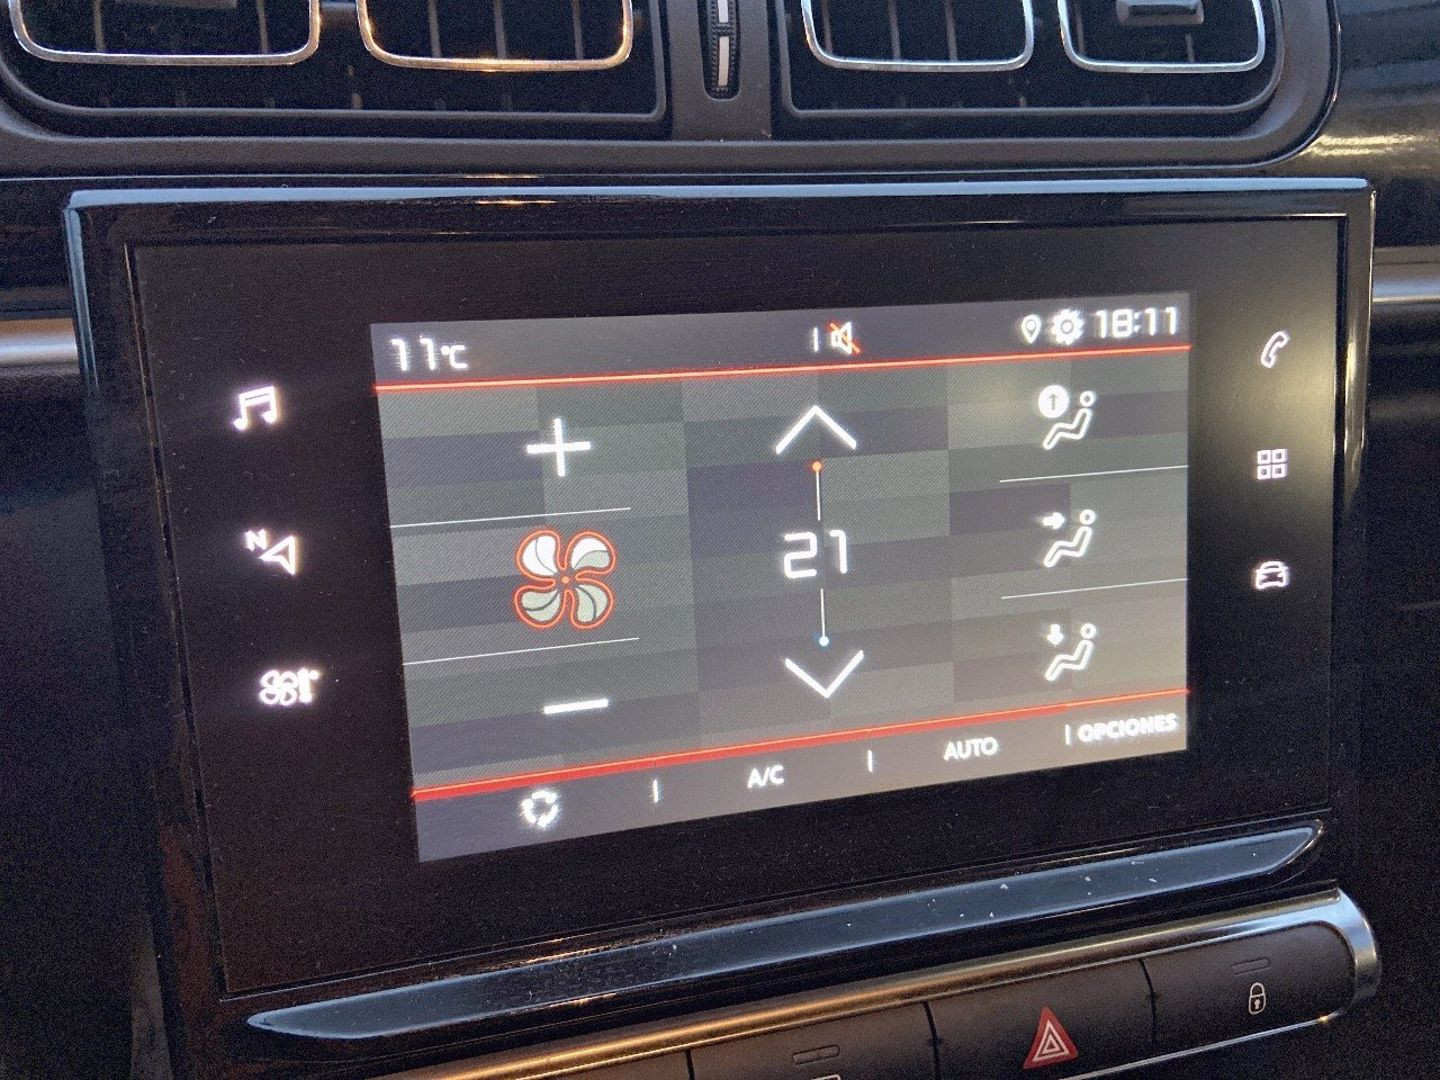 11°C
18:11
N
21
A/C
AUTO
OPCIONES